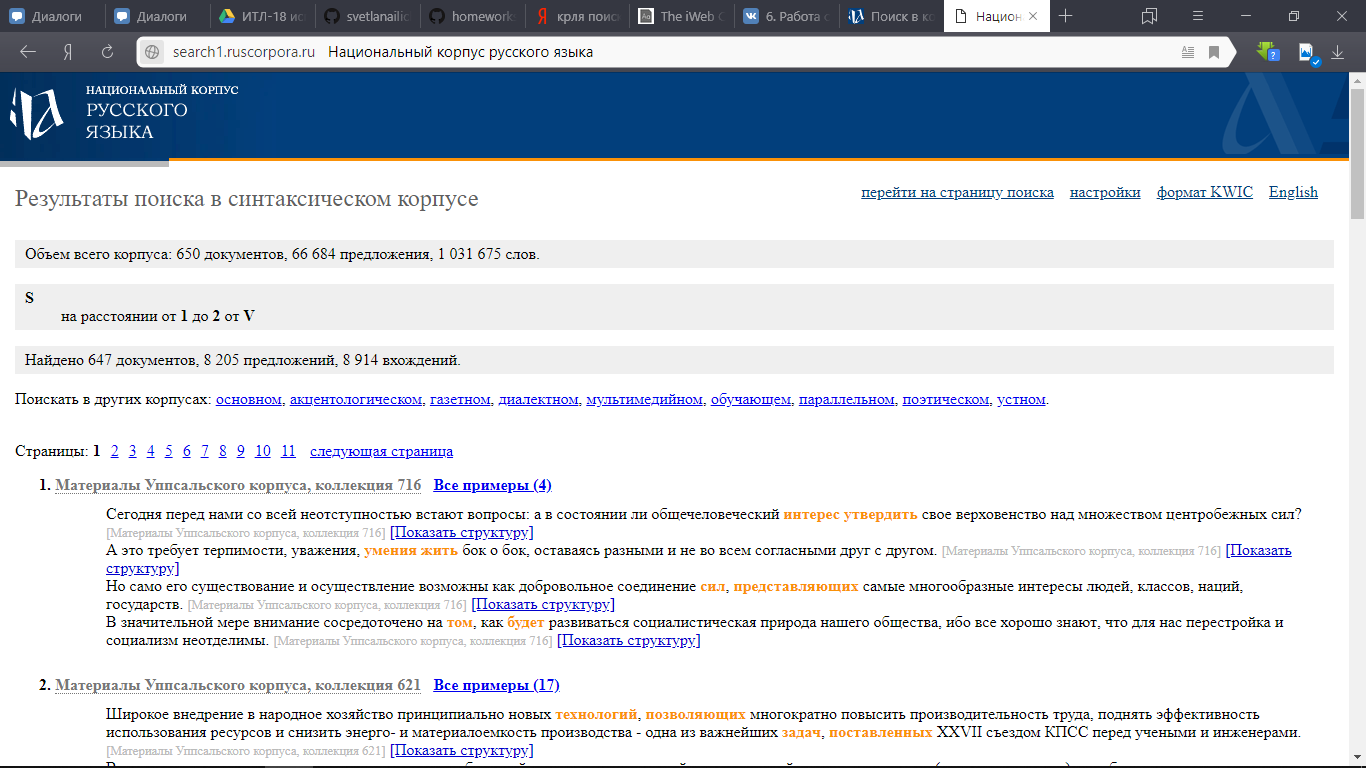 Диалоги
Диалоги
ИТЛ-18 ис
svetlanailic
homework
крля поис
The iWeb C
6. Работа с
Поиск в ко
Национ
search1.ruscorpora.ru Национальный корпус русского языка
НАЦИОНАЛЬНЫЙ КОРПУС
РУССКОГО
ЯЗЫКА
Результаты поиска в синтаксическом корпусе
перейти на страницу поиска настройки формат KWIC English
Объем всего корпуса: 650 документов, 66 684 предложения, 1 031 675 слов.
S
на расстоянии от 1 до 2 от V
Найдено 647 документов, 8 205 предложений, 8 914 вхождений.
Поискать в других корпусах: основном, акцентологическом, газетном, диалектном, мультимедийном, обучающем, параллельном, поэтическом, устном.
Страницы: 1 2 3 4 5 6 7 8 9 10 11 следующая страница
1. Материалы Уппсальского корпуса, коллекция 716 Все примеры (4)
Сегодня перед нами со всей неотступностью встают вопросы: а в состоянии ли общечеловеческий интерес утвердить свое верховенство над множеством центробежных сил?
[Материалы Уппсальского корпуса, коллекция 716] [Показать структуру]
А это требует терпимости, уважения, умения жить бок о бок, оставаясь разными и не во всем согласными друг с другом. [Материалы Уппсальского корпуса, коллекция 716] [Показать
структуру]
Но само его существование и осуществление возможны как добровольное соединение сил, представляющих самые многообразные интересы людей, классов, наций,
государств. [Материалы Уппсальского корпуса, коллекция 716] [Показать структуру]
В значительной мере внимание сосредоточено на том, как будет развиваться социалистическая природа нашего общества, ибо все хорошо знают, что для нас перестройка и
социализм неотделимы. [Материалы Уппсальского корпуса, коллекция 716] [Показать структуру]
2. Материалы Уппсальского корпуса, коллекция 621 Все примеры (17)
Широкое внедрение в народное хозяйство принципиально новых технологий, позволяющих многократно повысить производительность труда, поднять эффективность
использования ресурсов и снизить энерго- и материалоемкость производства - одна из важнейших задач, поставленных XXVII съездом КПСС перед учеными и инженерами.
[Материалы Уппсальского корпуса, коллекция 621] [Показать структуру]